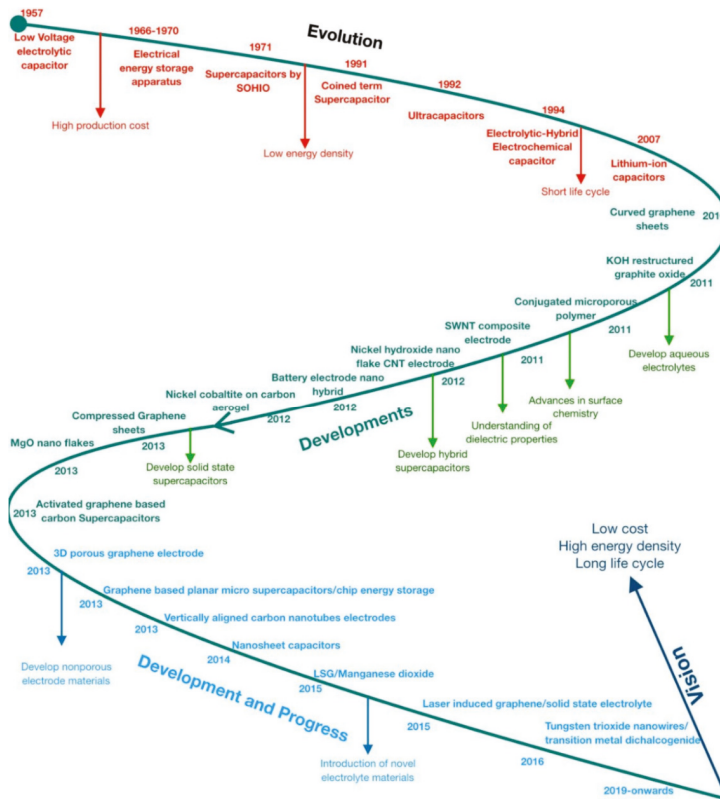 1957
Low Voltage
electrolytic
capacitor
High production cost
1966-1970
Electrical
energy storage
apparatus
1971
Supercapacitors by
SOHIO
Evolution
Low energy density
1991
Coined term
Supercapacitor
1992
Ultracapacitors
1994
Electrolytic-Hybrid
Electrochemical
capacitor
Short life cycle
2007
Lithium-ion
capacitors
Curved graphene
sheets
KOH restructured
graphite oxide
2011
Develop aqueous
electrolytes
Conjugated microporous
polymer
2011
Advances in surface
chemistry
SWNT composite
electrode
2011
Understanding of
dielectric properties
Nickel hydroxide nano
flake CNT electrode
2012
Develop hybrid
supercapacitors
Battery electrode nano
hybrid
2012
Developments
Nickel cobaltite on carbon
aerogel
2012
Compressed Graphene
sheets
2013
Develop solid state
supercapacitors
MgO nano flakes
2013
Activated graphene based
2013
carbon Supercapacitors
3D porous graphene electrode
2013
Develop nonporous
electrode materials
Graphene based planar micro supercapacitors/chip energy storage
2013
Vertically aligned carbon nanotubes electrodes
2013
Nanosheet capacitors
2014
Development and Progress
LSG/Manganese dioxide
2015
Introduction of novel
electrolyte materials
Laser induced graphene/solid state electrolyte
2015
Tungsten trioxide nanowires/
transition metal dichalcogenide
2016
2019-onwards
Low cost
High energy density
Long life cycle
Vision